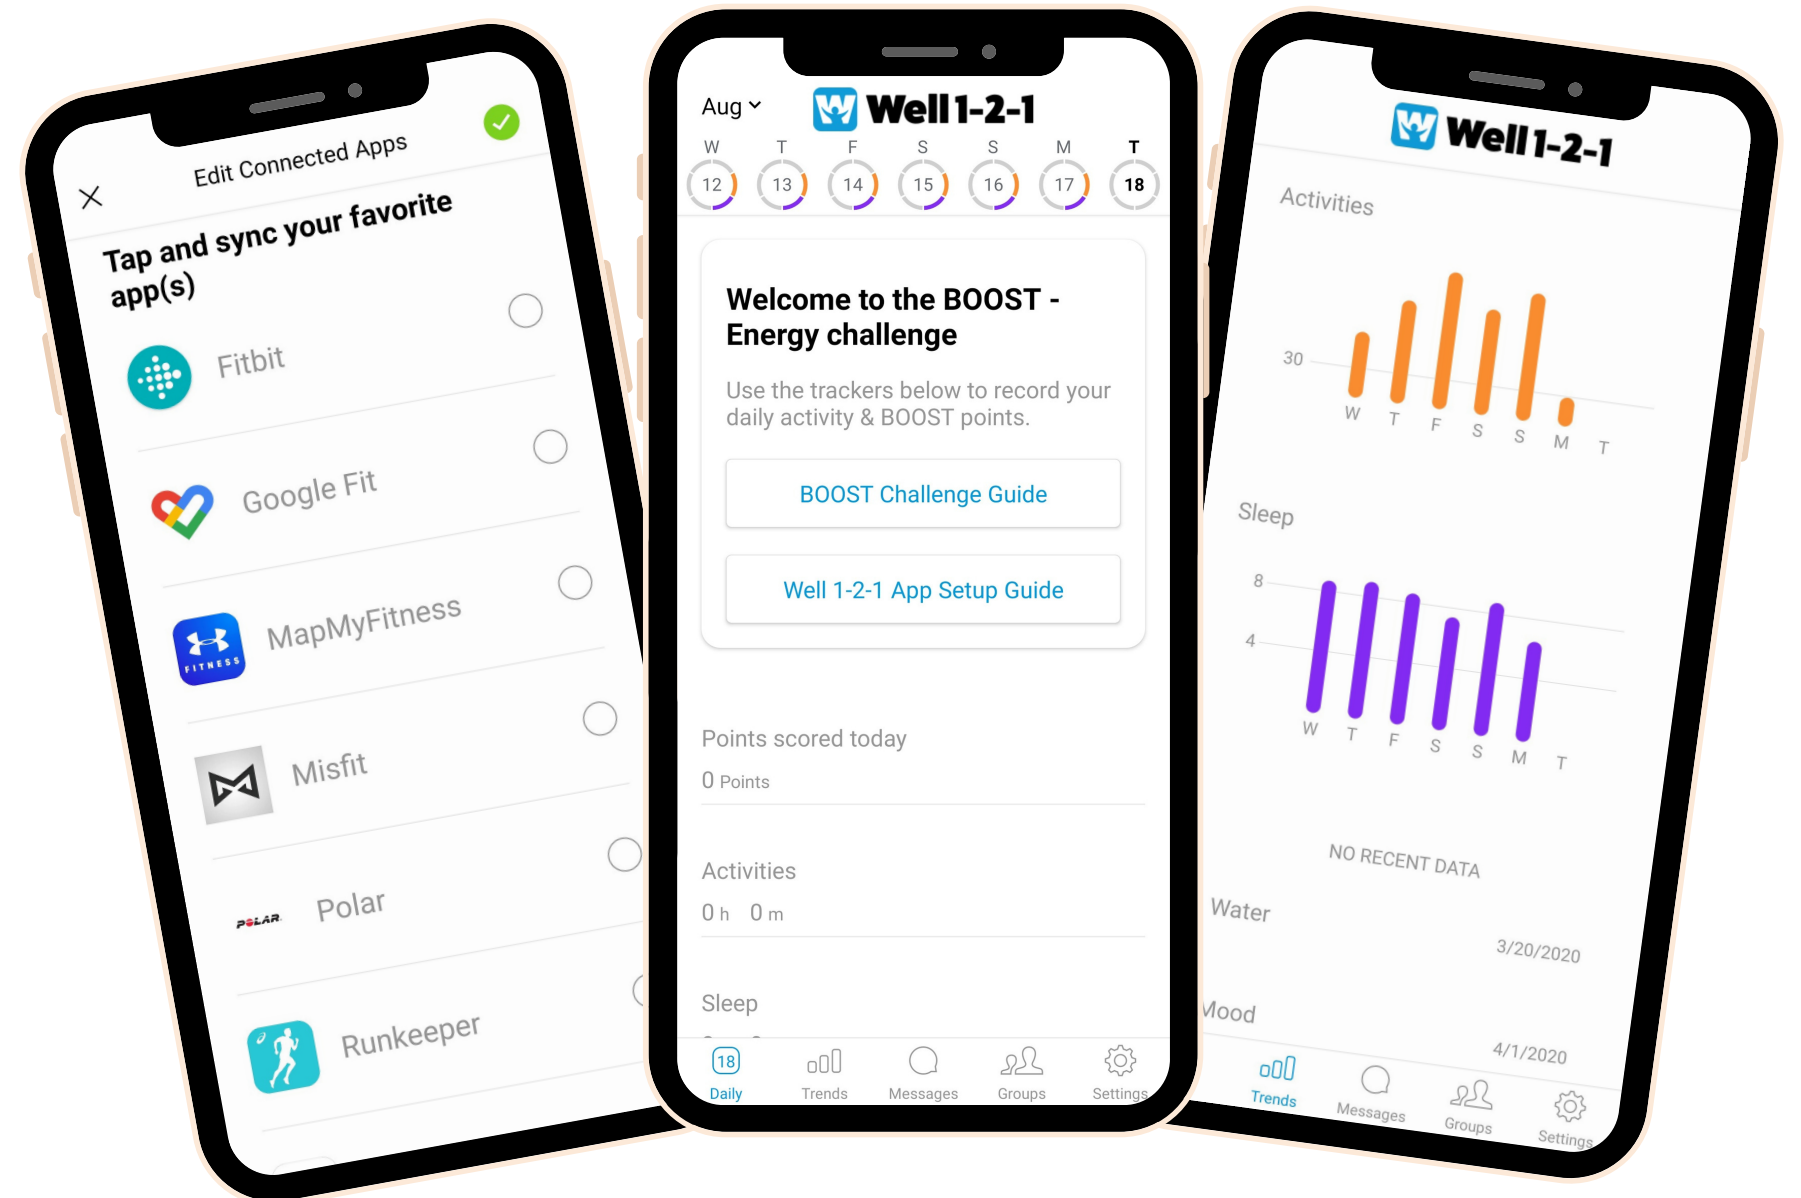 Edit Connected Apps
Tap and sync your favorite
app(s)
Fitbit
Google Fit
FITNESS
MapMyFitness
Misfit
POLAR
Polar
Runkeeper
Aug
Well 1-2-1
W T F S S M T
12 13 14 15 16 17 18
Welcome to the BOOST -
Energy challenge
Use the trackers below to record your
daily activity & BOOST points.
BOOST Challenge Guide
Well 1-2-1 App Setup Guide
Points scored today
0 Points
Activities
0 h 0 m
Sleep
18
Daily Trends Messages Groups Settings
Well 1-2-1
Activities
30
W T F S S M T
Sleep
8
4
W T F S S M T
NO RECENT DATA
Water
3/20/2020
Mood
4/1/2020
Trends Messages Groups Settings